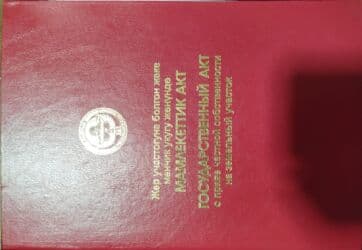 Жер участогуна болгон жеке
менчик укугу жөнүндө
МАМЛЕКЕТТИК АКТ
ГОСУДАРСТВЕННЫЙ АКТ
о праве частной собственности
на земельный участок